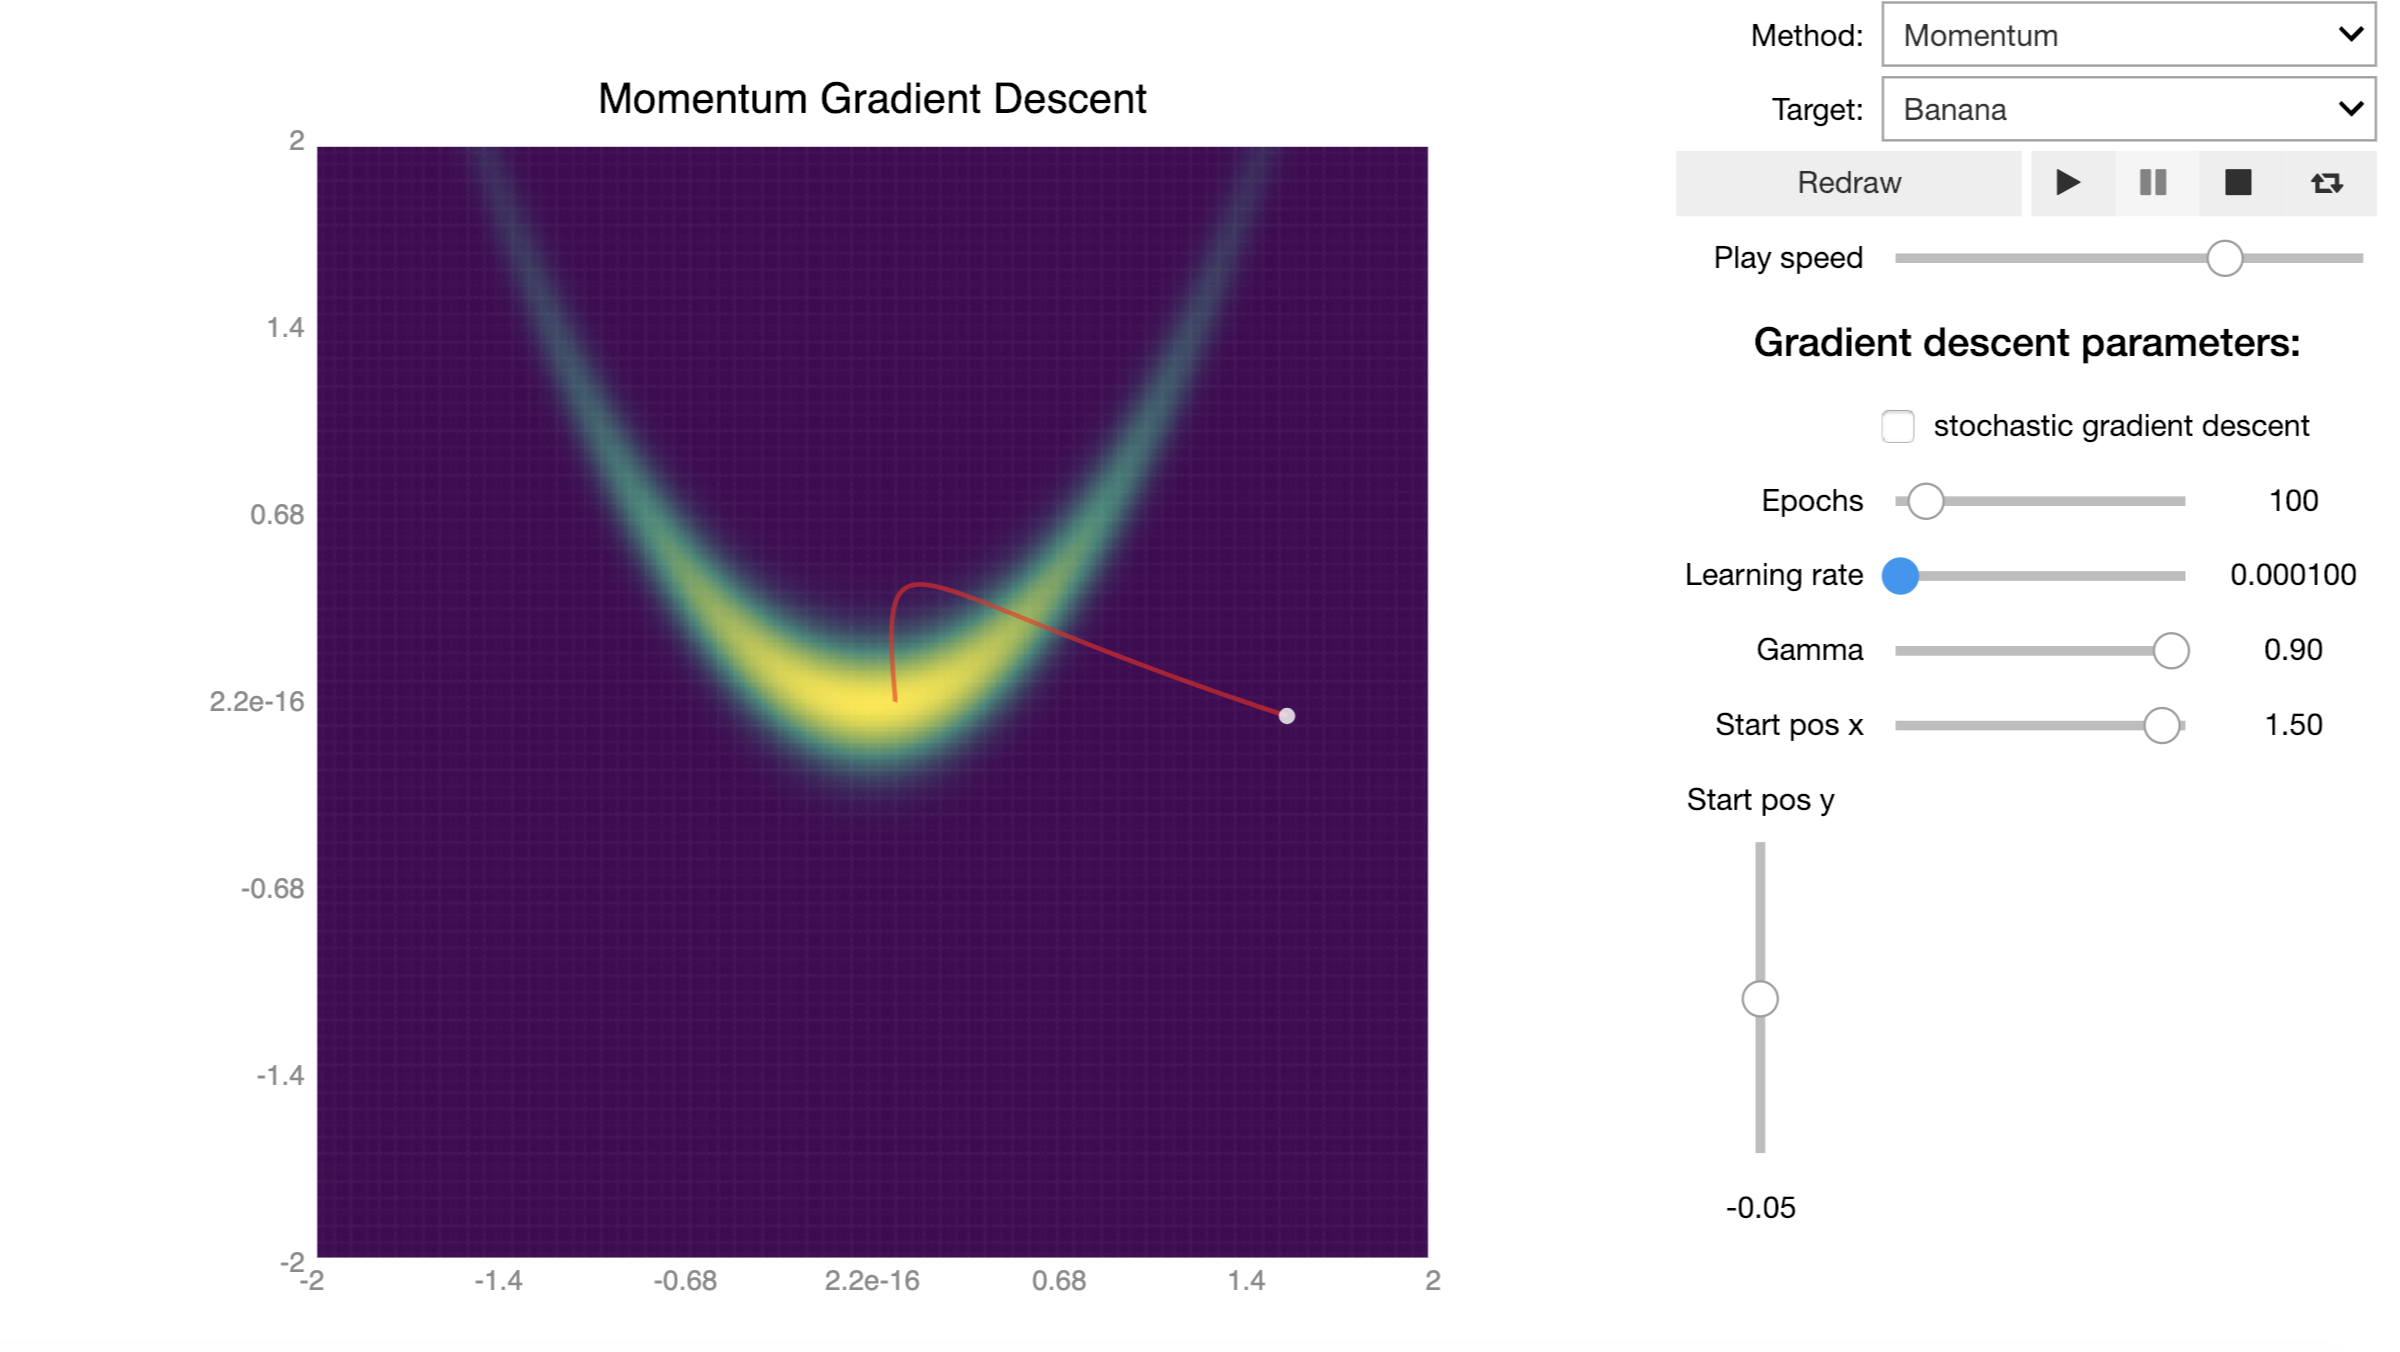 Momentum Gradient Descent
2
1.4
0.68
2.2e-16
-0.68
-1.4
-2
-2 -1.4 -0.68 2.2e-16 0.68 1.4 2
Method: Momentum
Target: Banana
Redraw
Play speed
Gradient descent parameters:
stochastic gradient descent
Epochs 100
Learning rate 0.000100
Gamma 0.90
Start pos x 1.50
Start pos y
-0.05